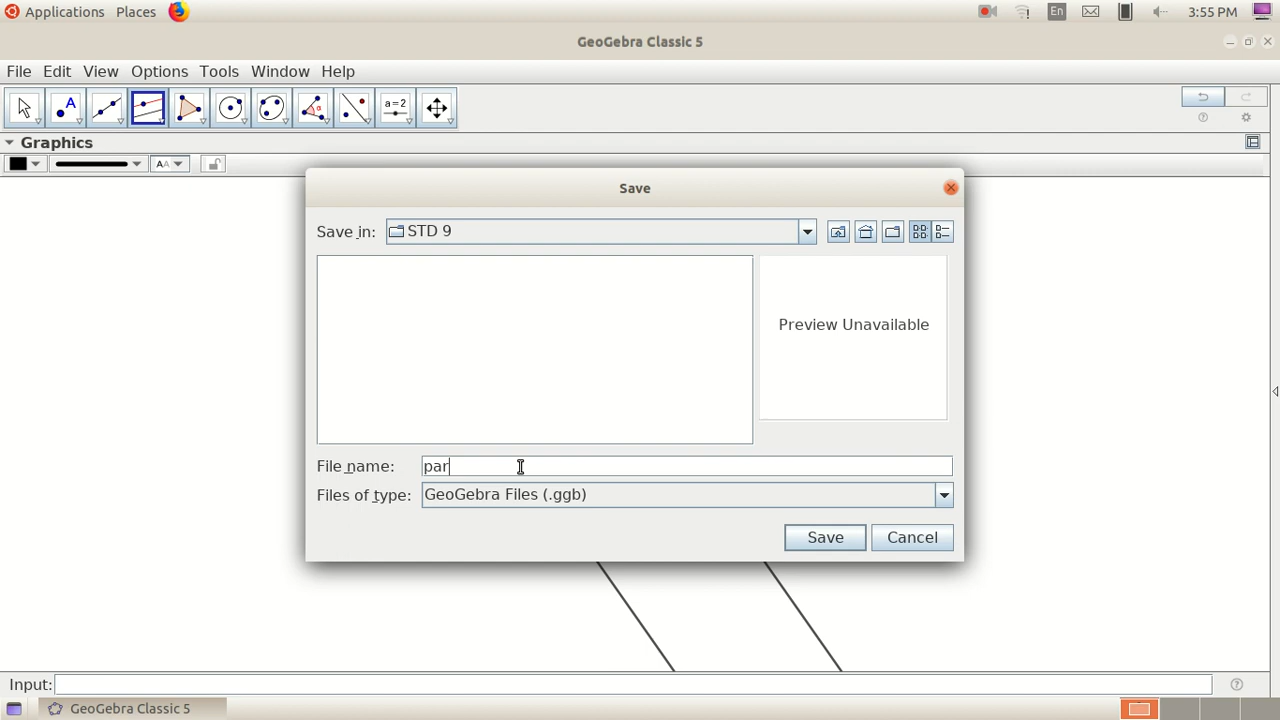 Applications Places En 3:55 PM
GeoGebra Classic 5
File Edit View Options Tools Window Help
A α a=2
Graphics
AA
Save
Save in: STD 9
Preview Unavailable
File name: par
Files of type: GeoGebra Files (.ggb)
Save Cancel
Input:
GeoGebra Classic 5